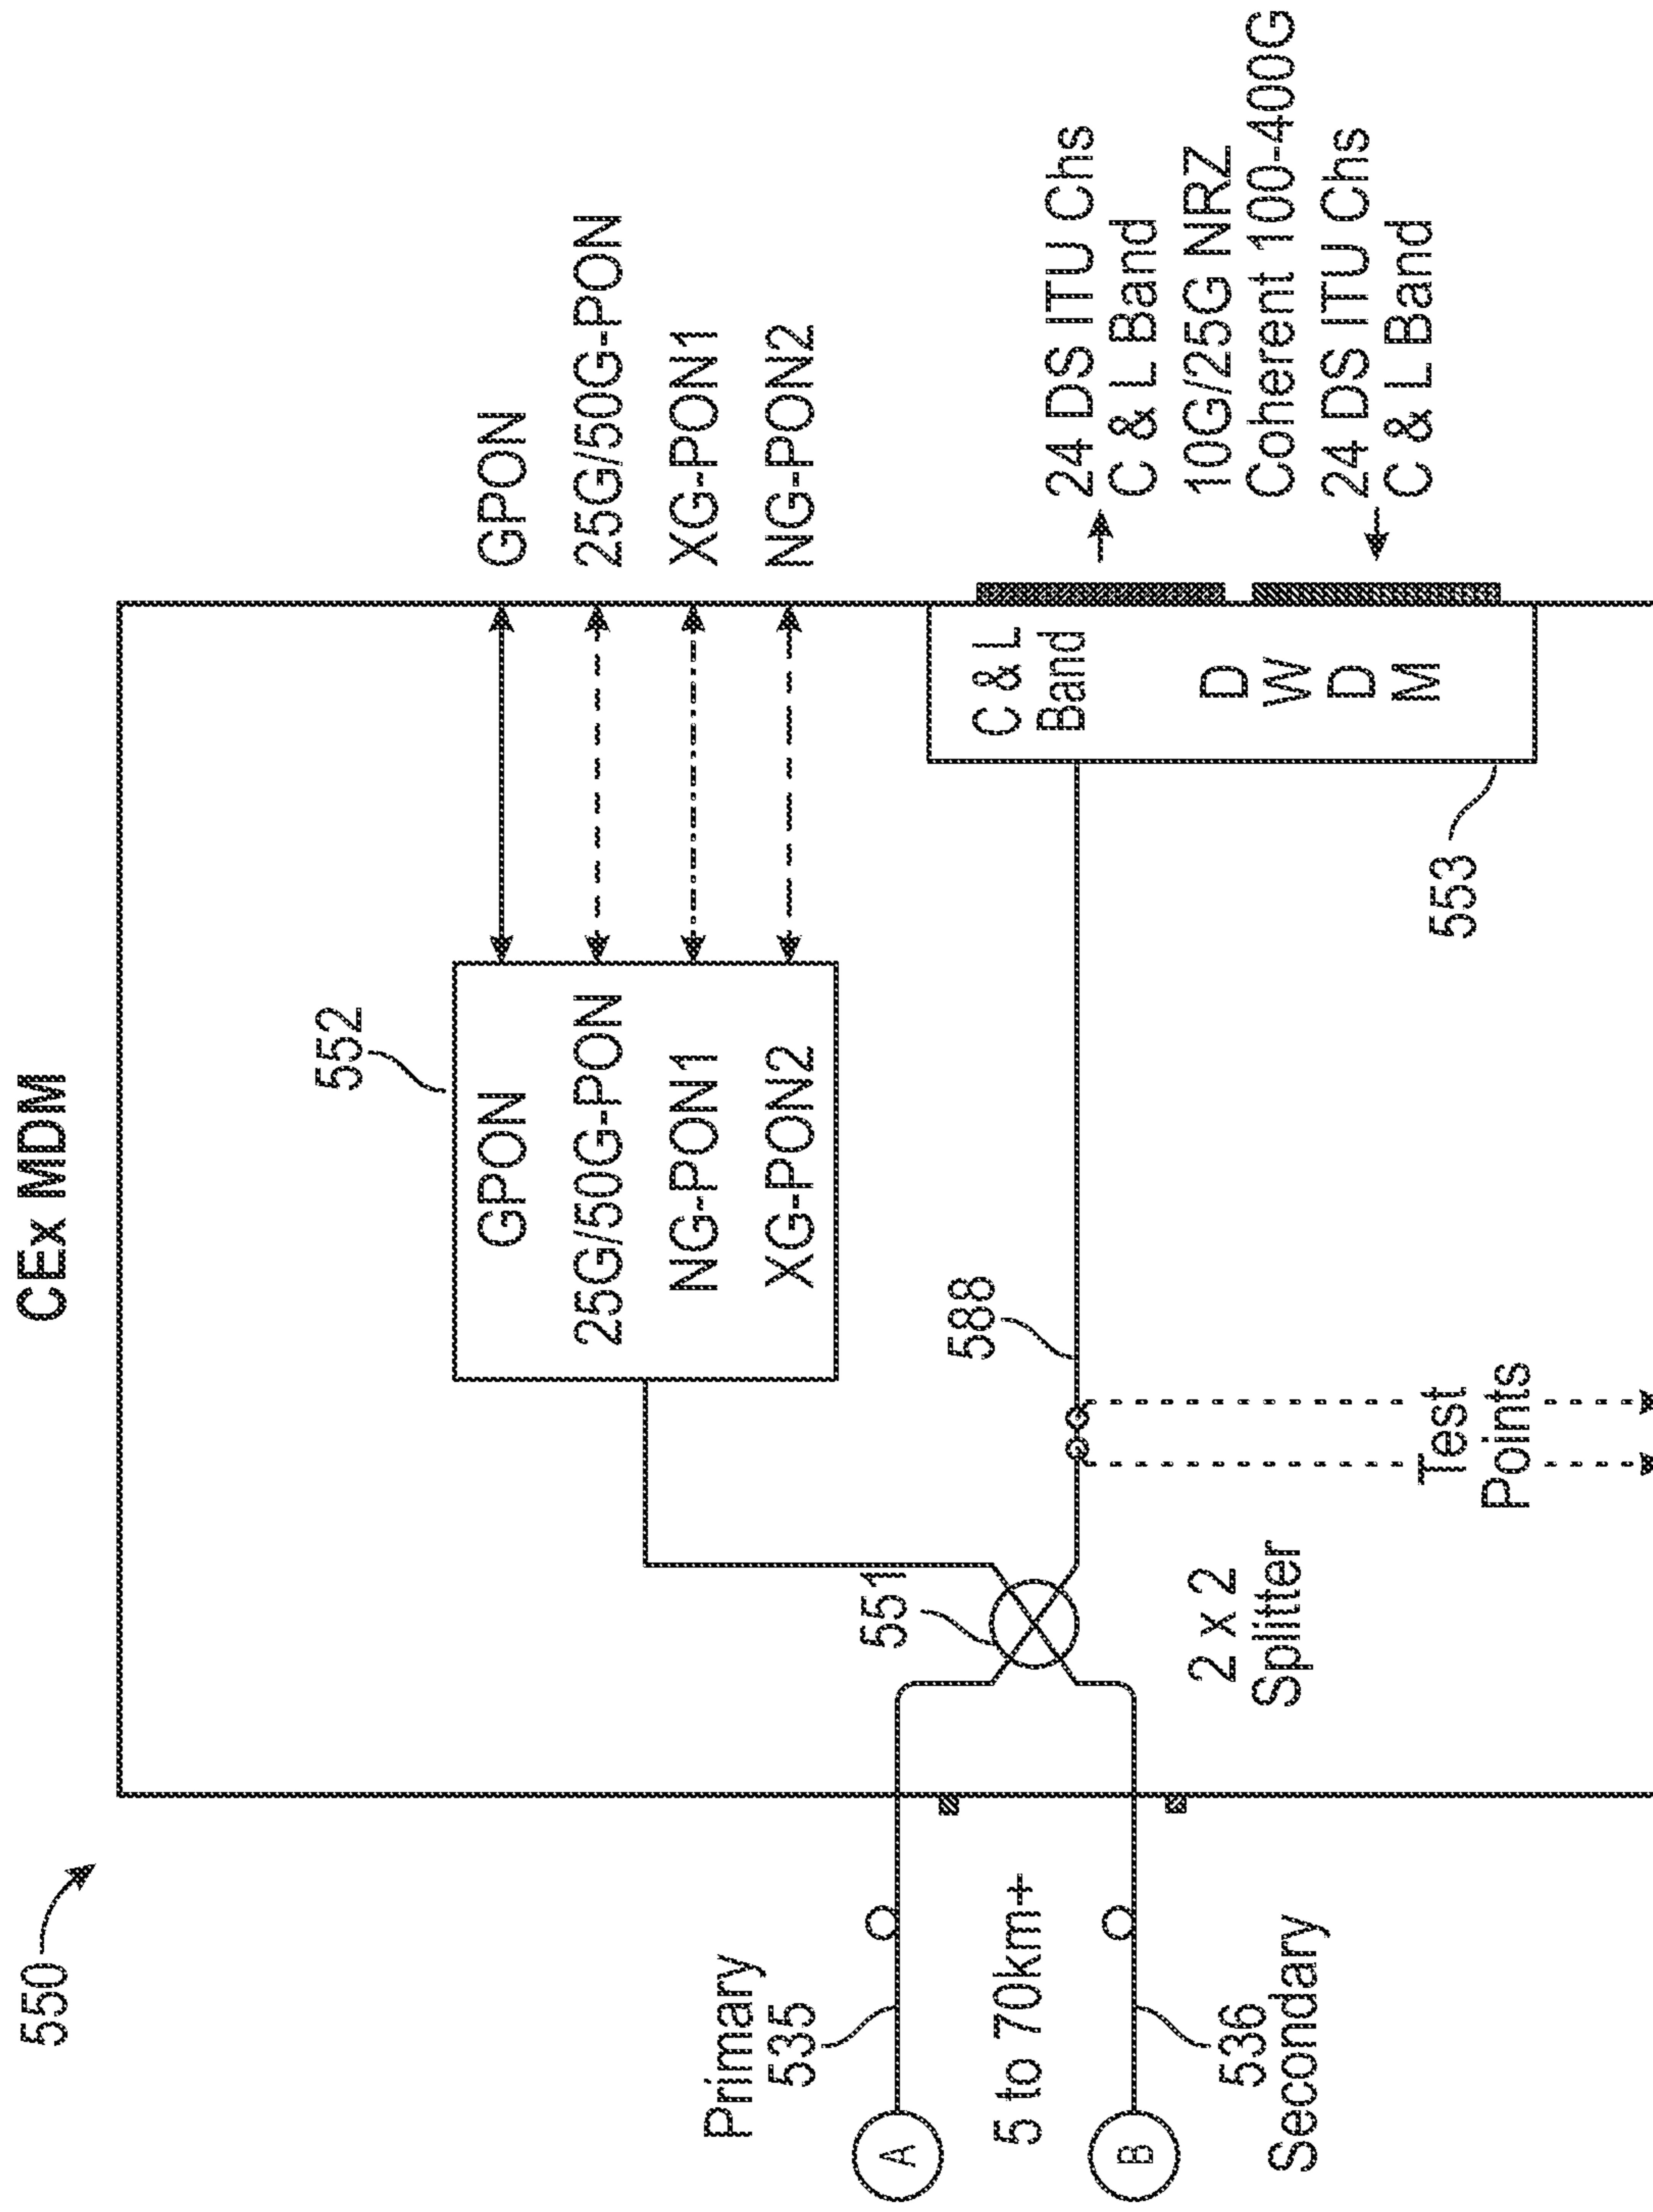 550
CEx MDM
552
GPON
25G/50G-PON
NG-PON1
XG-PON2
GPON
25G/50G-PON
XG-PON1
NG-PON2
Primary
535
A
5 to 70km+
B
536
Secondary
551
2 x 2
Splitter
588
Test
Points
C & L
Band
D
W
D
M
553
24 DS ITU Chs
C & L Band
10G/25G NRZ
Coherent 100-400G
24 DS ITU Chs
C & L Band